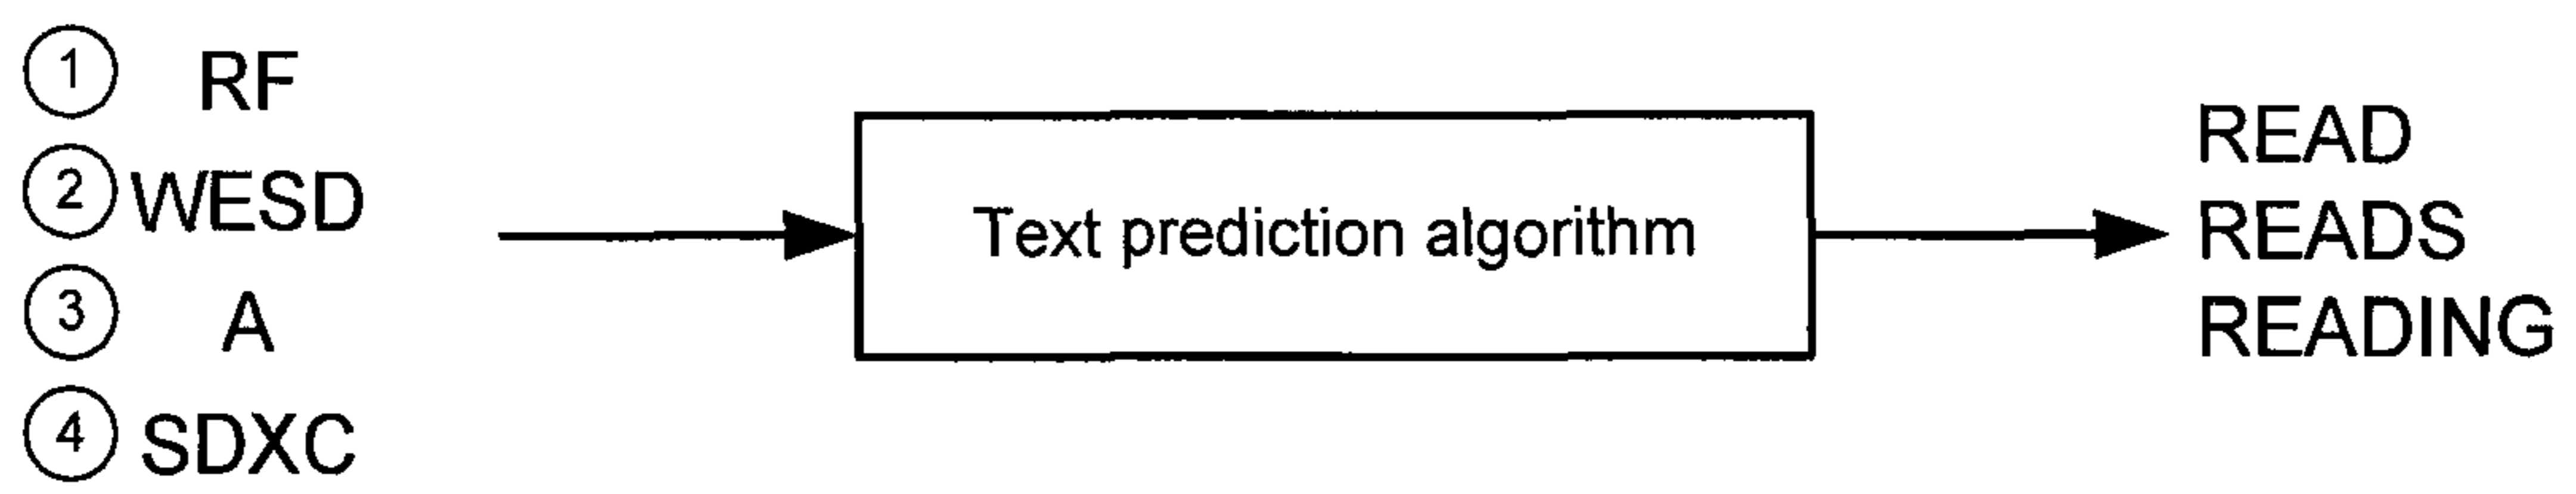 1 RF
2 WESD
3 A
4 SDXC
Text prediction algorithm
READ
READS
READING